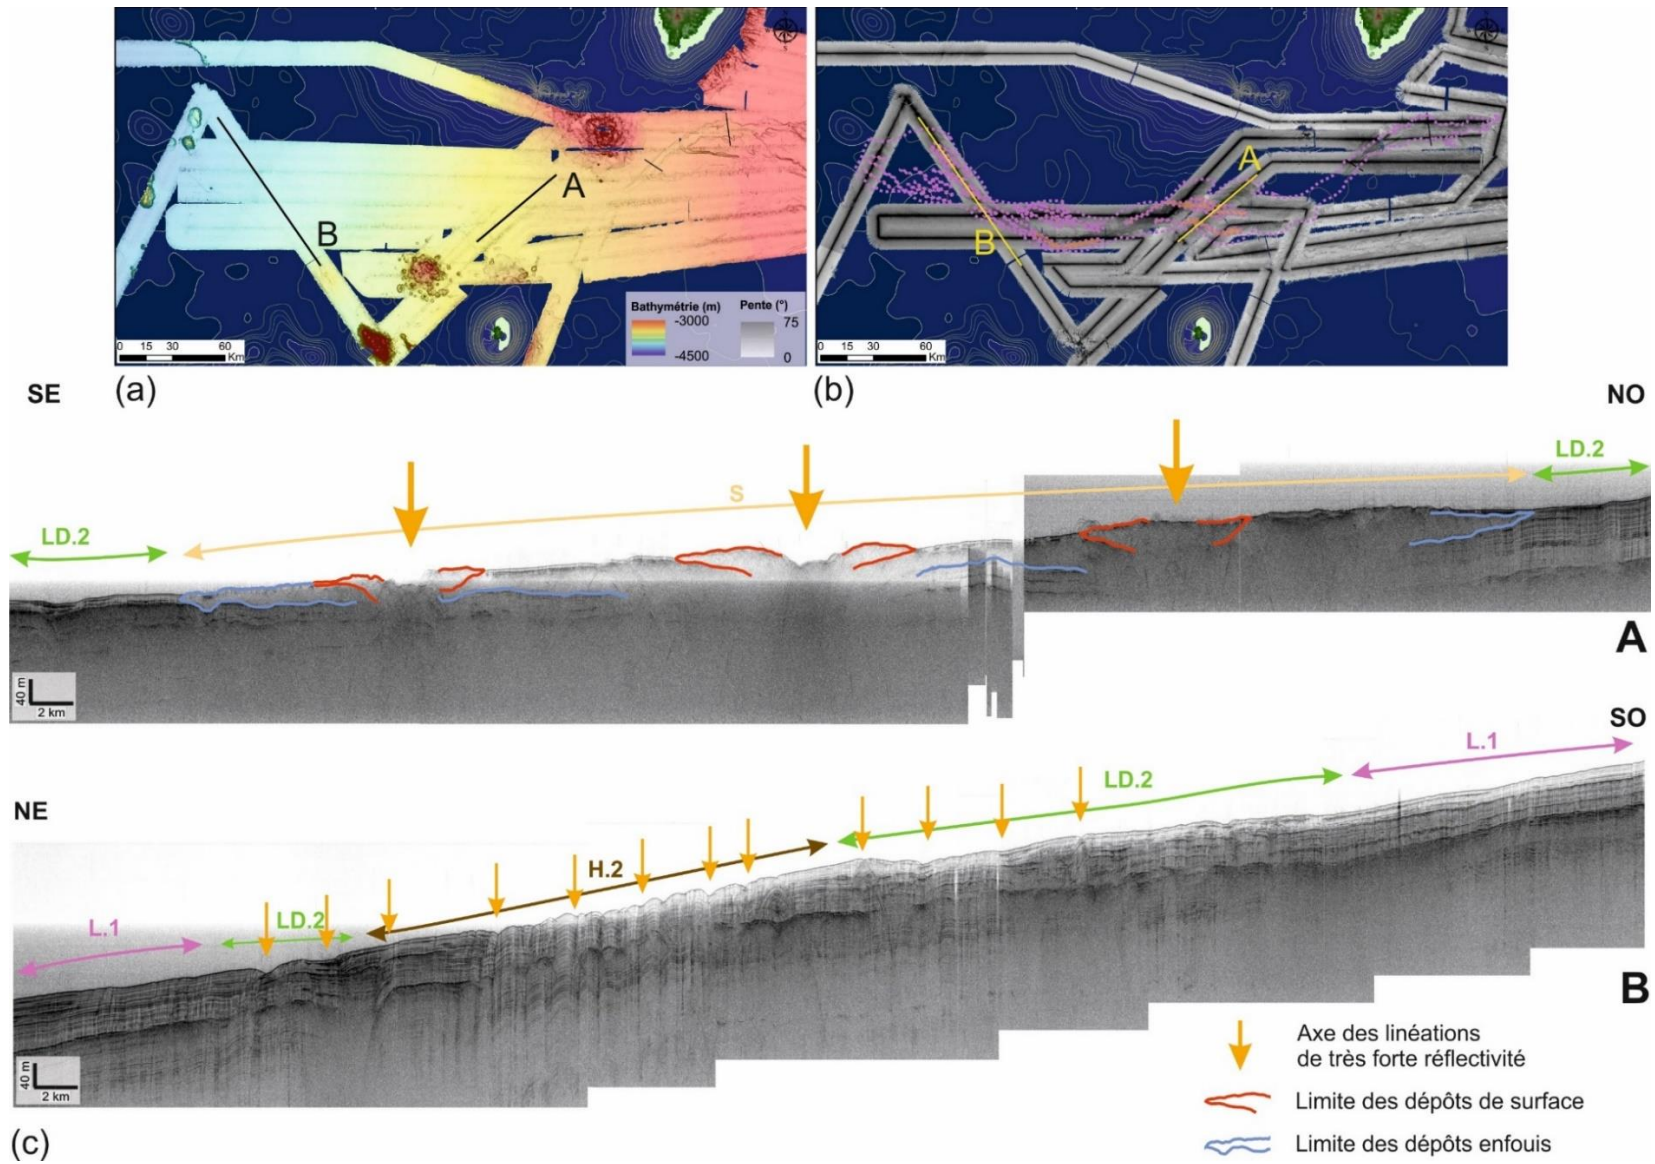 A
B
Bathymétrie (m)
-3000
-4500
Pente (°)
75
0
0 15 30 60
Km
(a)
A
B
0 15 30 60
Km
(b)
SE
NO
LD.2
S
LD.2
40 m
2 km
A
NE
SO
L.1
LD.2
H.2
LD.2
L.1
40 m
2 km
B
Axe des linéations
de très forte réflectivité
Limite des dépôts de surface
Limite des dépôts enfouis
(c)